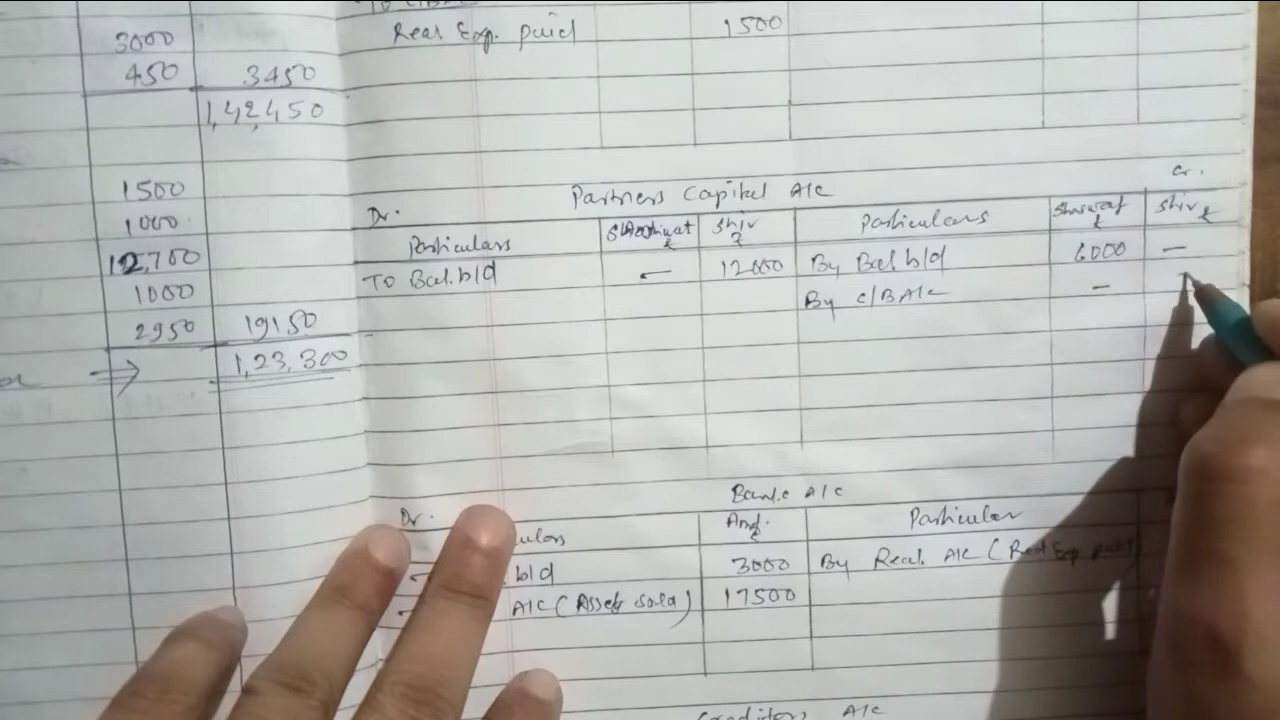 Real Exp. paid 1500
3000
450 3450
1,42,450
1500
1000
12,700
1000
2950 19150
1,23,300
Partners Capital A/c
Dr. Cr.
Particulars Shiv ₹ Particulars Shaswat ₹ Shiv ₹
To Bal. b/d – 12000 By Bal b/d 6000 –
By C/B A/c –
Bank A/c
Dr.
ulars Amt. ₹ Particular
b/d 3000 By Real. A/c (Real Exp. paid)
A/c (Assets sold) 17500
Creditors A/c